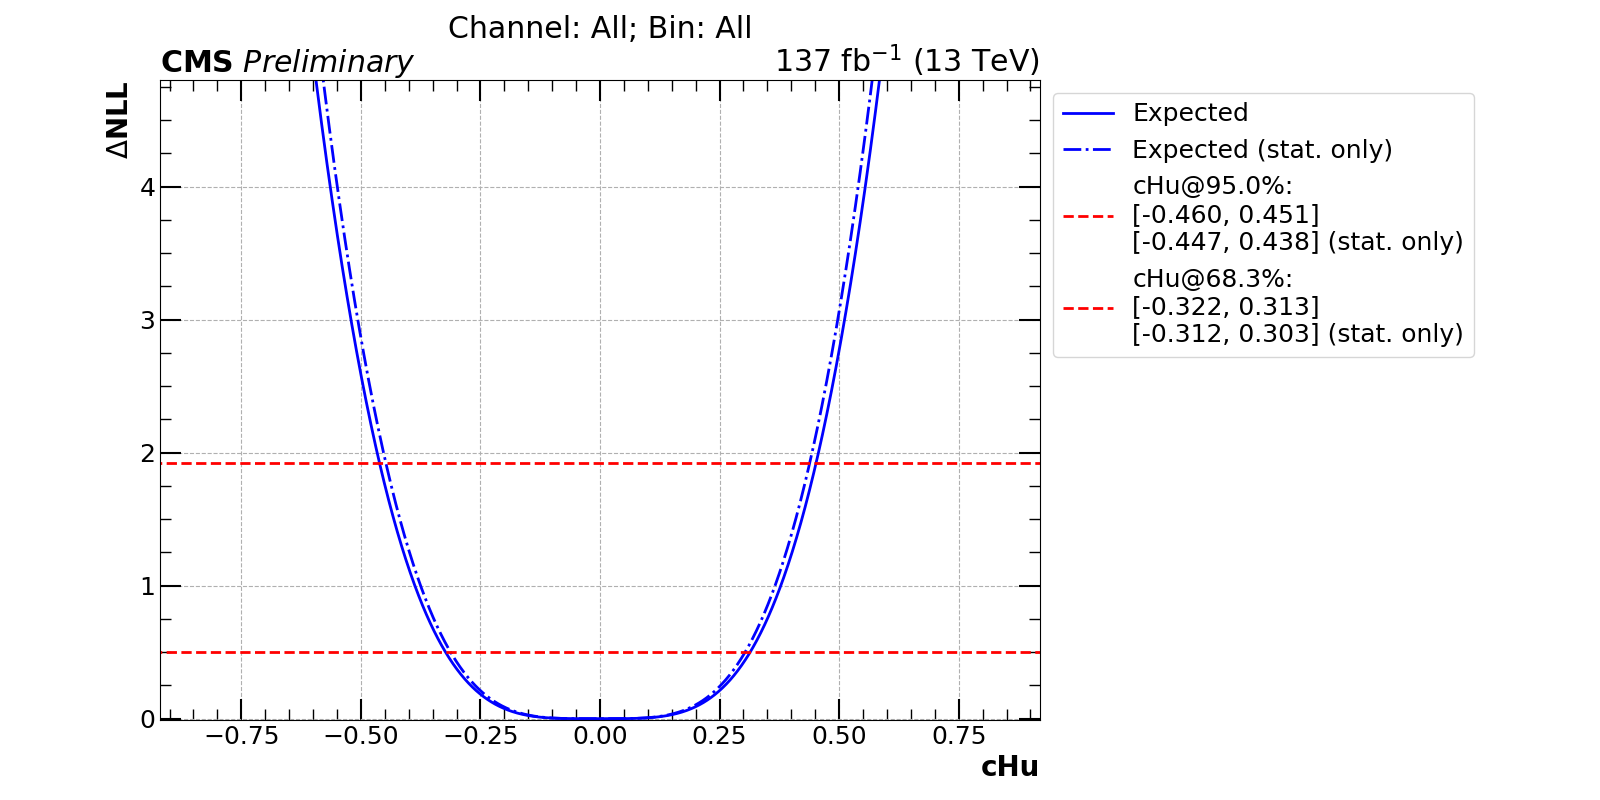 Channel: All; Bin: All
CMS Preliminary
137 fb⁻¹ (13 TeV)
ΔNLL
4
3
2
1
0
−0.75
−0.50
−0.25
0.00
0.25
0.50
0.75
cHu
Expected
Expected (stat. only)
cHu@95.0%:
[-0.460, 0.451]
[-0.447, 0.438] (stat. only)
cHu@68.3%:
[-0.322, 0.313]
[-0.312, 0.303] (stat. only)